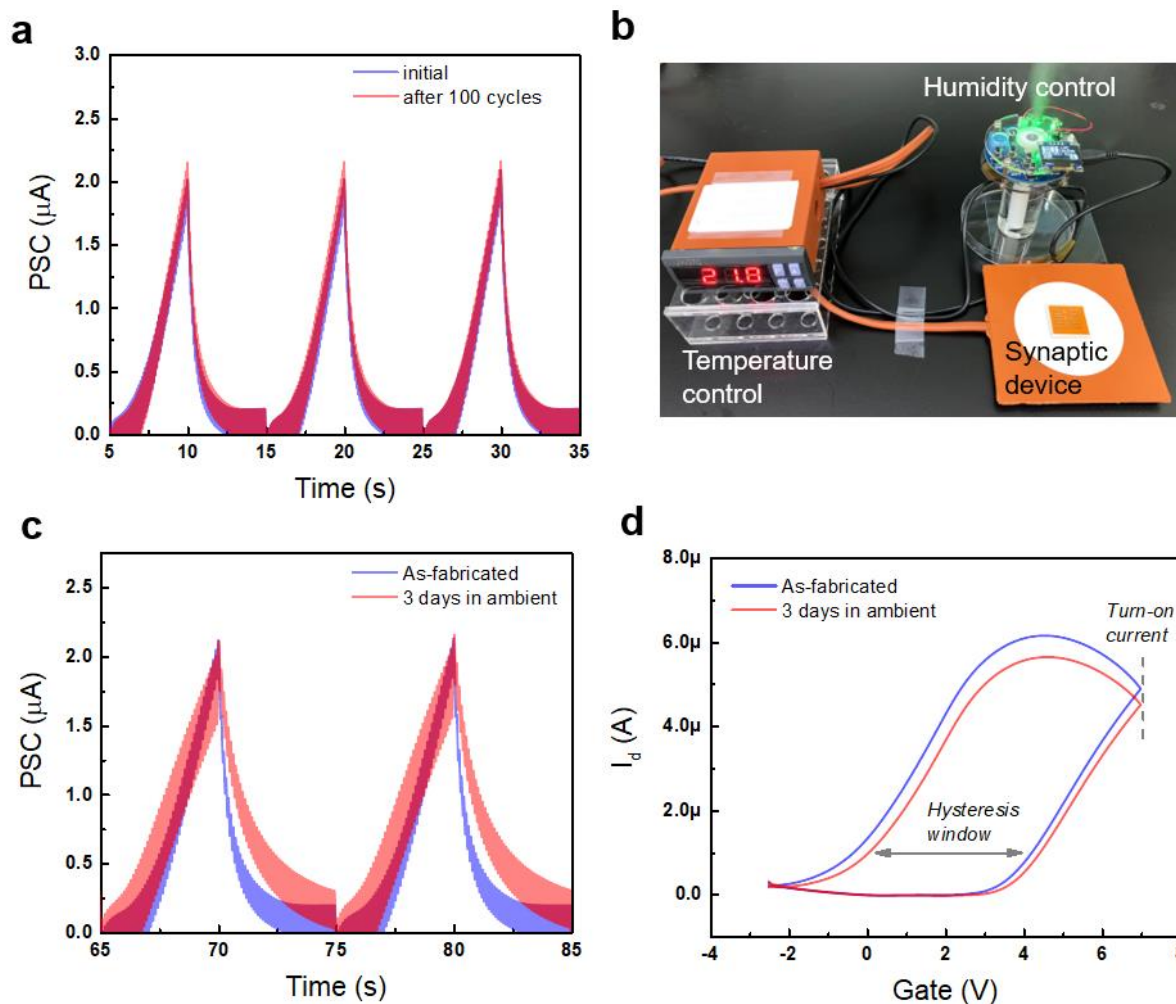 a
3.0
2.5
2.0
1.5
1.0
0.5
0.0
PSC (μA)
initial
after 100 cycles
5 10 15 20 25 30 35
Time (s)
b
Humidity control
21.8
Temperature
control
Synaptic
device
c
2.5
2.0
1.5
1.0
0.5
0.0
PSC (μA)
As-fabricated
3 days in ambient
65 70 75 80 85
Time (s)
d
8.0μ
6.0μ
4.0μ
2.0μ
0.0
I_d (A)
As-fabricated
3 days in ambient
Turn-on
current
Hysteresis
window
-4 -2 0 2 4 6 8
Gate (V)